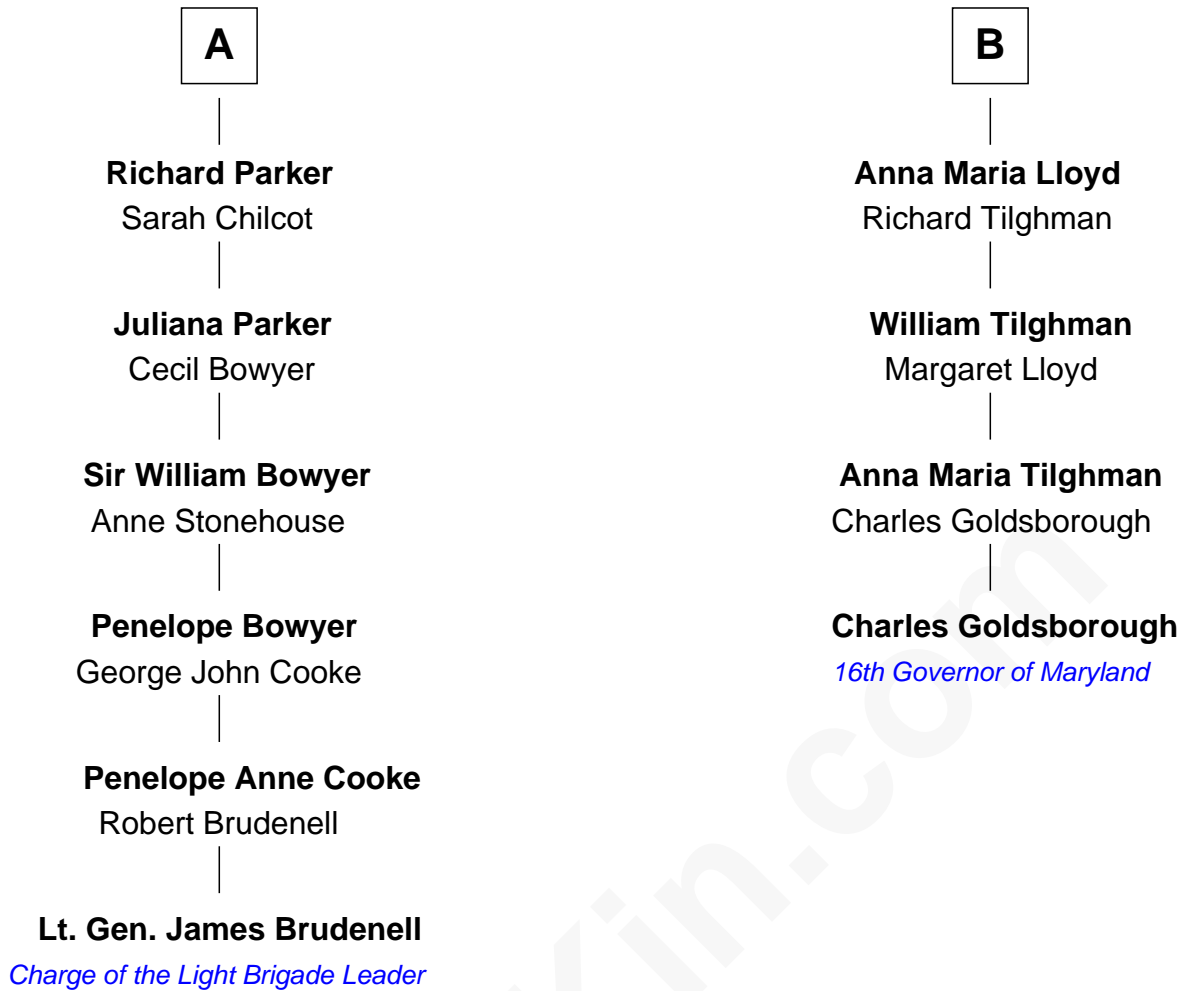 A
Richard Parker
Sarah Chilcot
Juliana Parker
Cecil Bowyer
Sir William Bowyer
Anne Stonehouse
Penelope Bowyer
George John Cooke
Penelope Anne Cooke
Robert Brudenell
Lt. Gen. James Brudenell
Charge of the Light Brigade Leader
B
Anna Maria Lloyd
Richard Tilghman
William Tilghman
Margaret Lloyd
Anna Maria Tilghman
Charles Goldsborough
Charles Goldsborough
16th Governor of Maryland
Kin.com